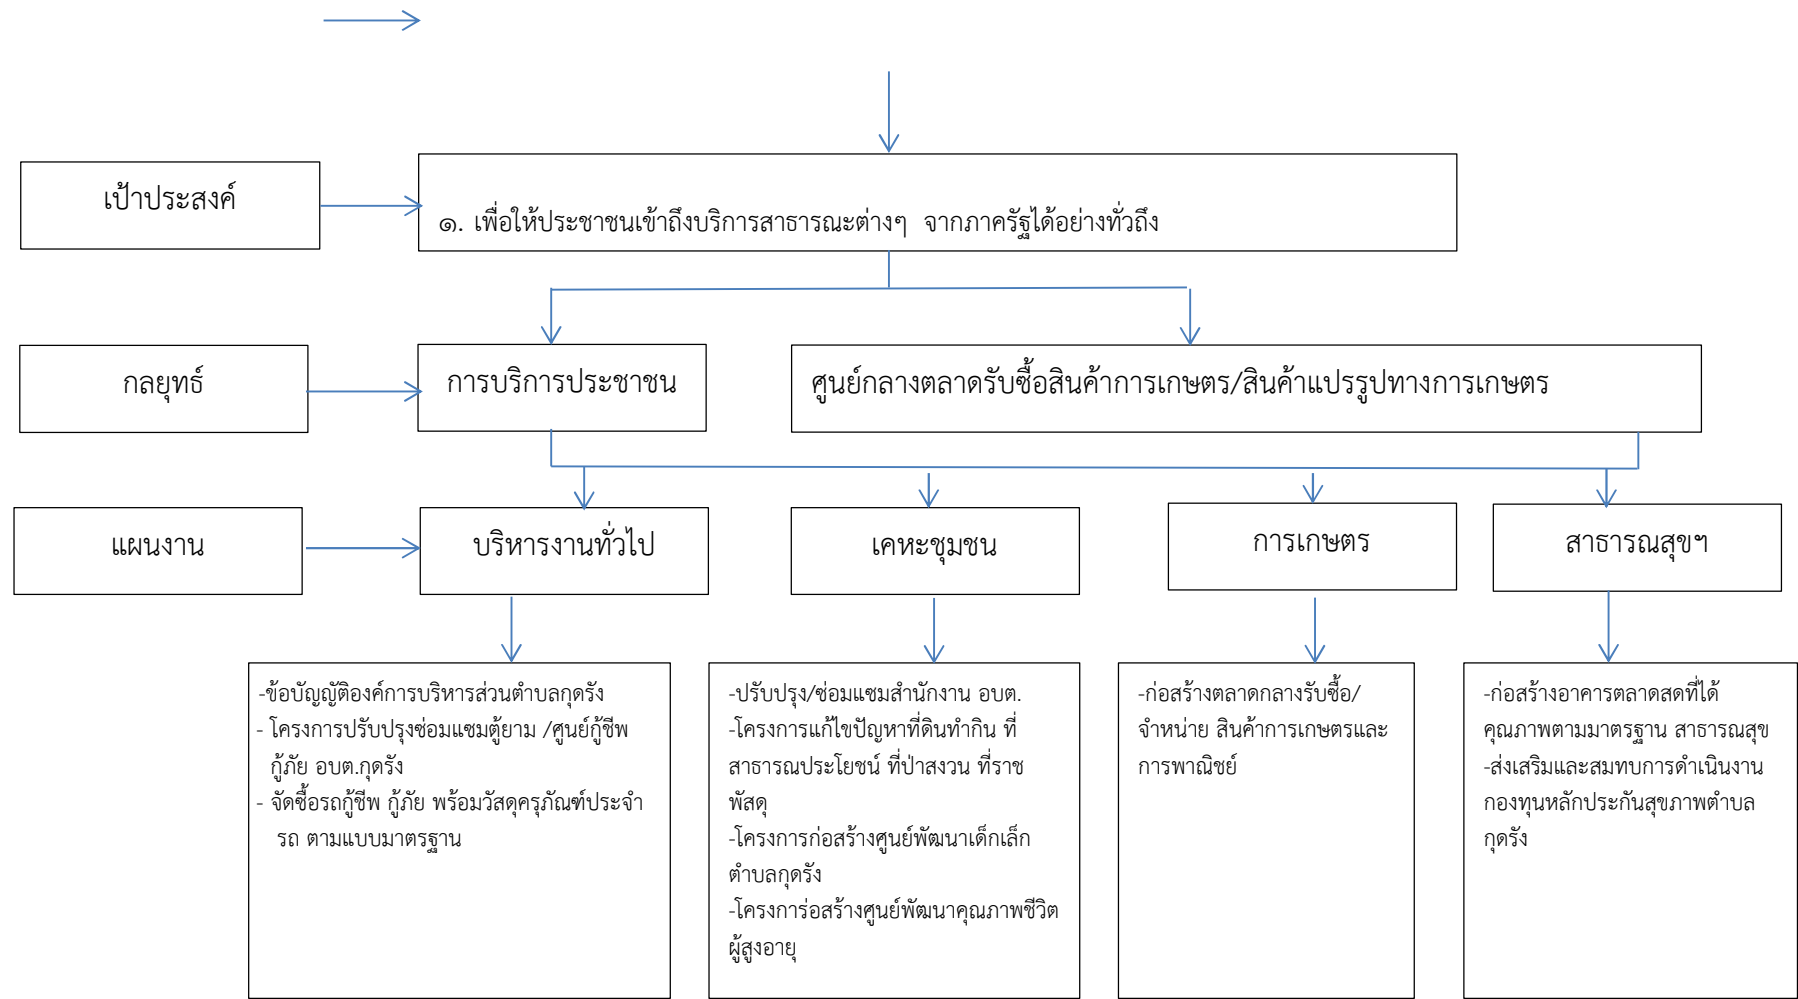 เป้าประสงค์
๑. เพื่อให้ประชาชนเข้าถึงบริการสาธารณะต่างๆ จากภาครัฐได้อย่างทั่วถึง
กลยุทธ์
การบริการประชาชน
ศูนย์กลางตลาดรับซื้อสินค้าการเกษตร/สินค้าแปรรูปทางการเกษตร
แผนงาน
บริหารงานทั่วไป
เคหะชุมชน
การเกษตร
สาธารณสุขฯ
-ข้อบัญญัติองค์การบริหารส่วนตำบลกุดรัง
- โครงการปรับปรุงซ่อมแซมตู้ยาม /ศูนย์กู้ชีพ
กู้ภัย อบต.กุดรัง
- จัดซื้อรถกู้ชีพ กู้ภัย พร้อมวัสดุครุภัณฑ์ประจำ
รถ ตามแบบมาตรฐาน
-ปรับปรุง/ซ่อมแซมสำนักงาน อบต.
-โครงการแก้ไขปัญหาที่ดินทำกิน ที่
สาธารณประโยชน์ ที่ป่าสงวน ที่ราช
พัสดุ
-โครงการก่อสร้างศูนย์พัฒนาเด็กเล็ก
ตำบลกุดรัง
-โครงการ่อสร้างศูนย์พัฒนาคุณภาพชีวิต
ผู้สูงอายุ
-ก่อสร้างตลาดกลางรับซื้อ/
จำหน่าย สินค้าการเกษตรและ
การพาณิชย์
-ก่อสร้างอาคารตลาดสดที่ได้
คุณภาพตามมาตรฐาน สาธารณสุข
-ส่งเสริมและสมทบการดำเนินงาน
กองทุนหลักประกันสุขภาพตำบล
กุดรัง